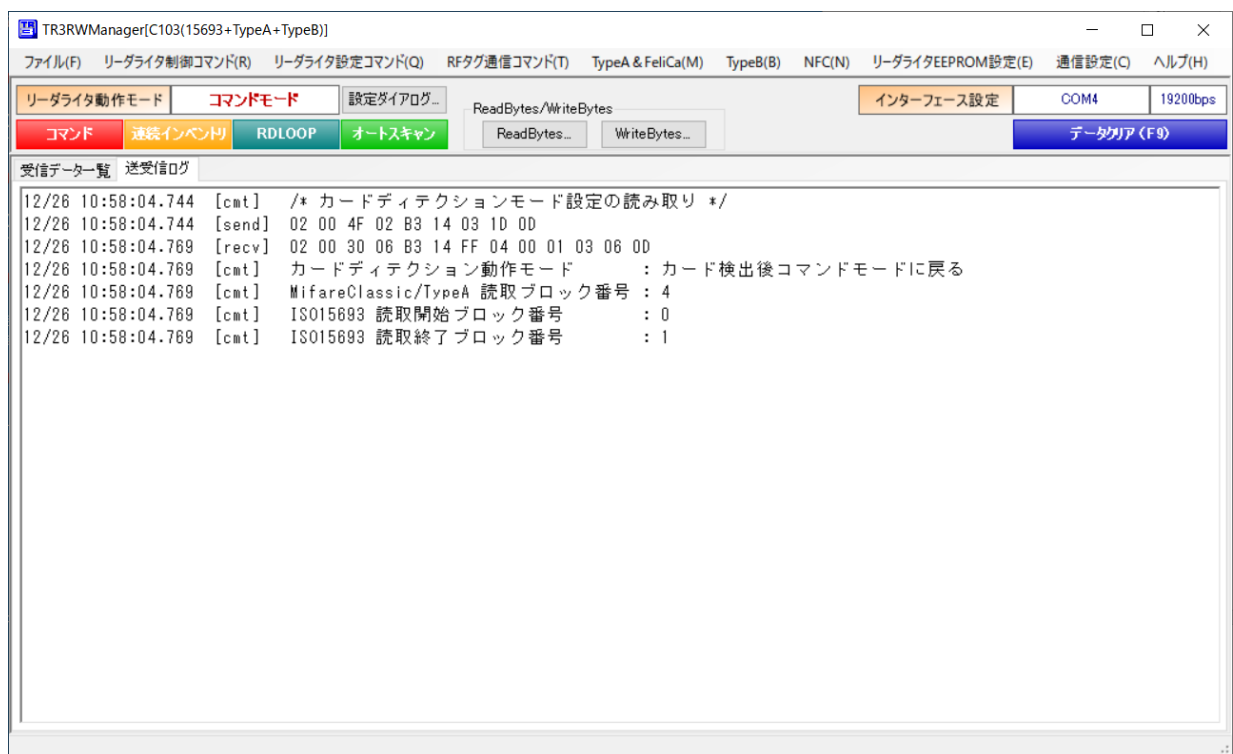 TR3RWManager[C103(15693+TypeA+TypeB)]
ファイル(F) リーダライタ制御コマンド(R) リーダライタ設定コマンド(Q) RFタグ通信コマンド(T) TypeA & FeliCa(M) TypeB(B) NFC(N) リーダライタEEPROM設定(E) 通信設定(C) ヘルプ(H)
リーダライタ動作モード コマンドモード 設定ダイアログ... ReadBytes/WriteBytes インターフェース設定 COM4 19200bps
コマンド 連続インベントリ RDLOOP オートスキャン ReadBytes... WriteBytes... データクリア (F9)
受信データ一覧 送受信ログ
12/26 10:58:04.744 [cmt] /* カードディテクションモード設定の読み取り */
12/26 10:58:04.744 [send] 02 00 4F 02 B3 14 03 1D 0D
12/26 10:58:04.769 [recv] 02 00 30 06 B3 14 FF 04 00 01 03 06 0D
12/26 10:58:04.769 [cmt] カードディテクション動作モード : カード検出後コマンドモードに戻る
12/26 10:58:04.769 [cmt] MifareClassic/TypeA 読取ブロック番号 : 4
12/26 10:58:04.769 [cmt] ISO15693 読取開始ブロック番号 : 0
12/26 10:58:04.769 [cmt] ISO15693 読取終了ブロック番号 : 1